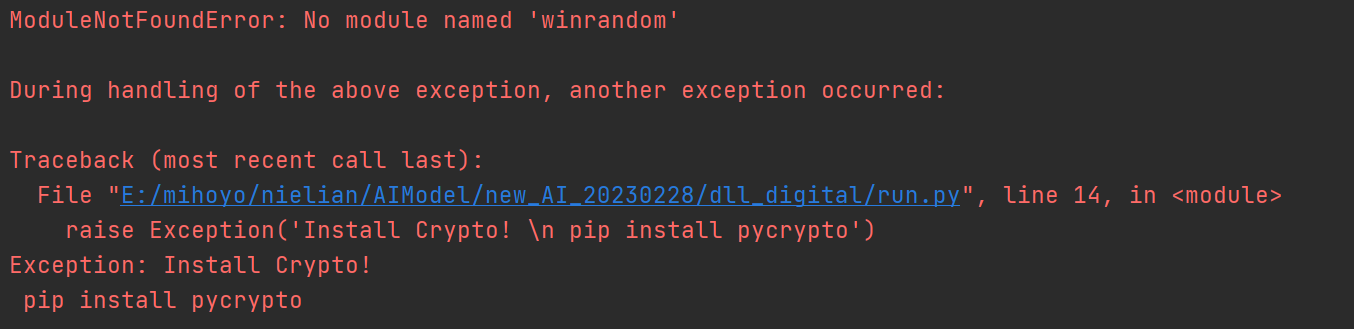 ModuleNotFoundError: No module named 'winrandom'
During handling of the above exception, another exception occurred:
Traceback (most recent call last):
File "E:/mihoyo/nielian/AIModel/new_AI_20230228/dll_digital/run.py", line 14, in <module>
raise Exception('Install Crypto! \n pip install pycrypto')
Exception: Install Crypto!
pip install pycrypto